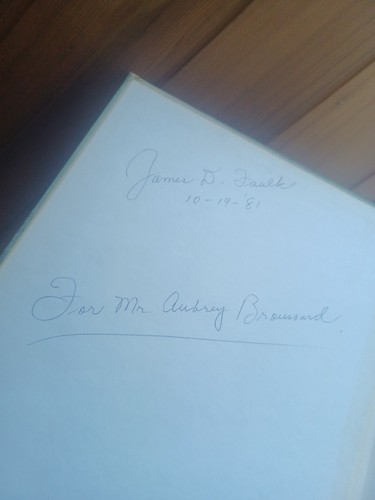 James D. Faulk
10-19-81
For Mr. Aubrey Broussard